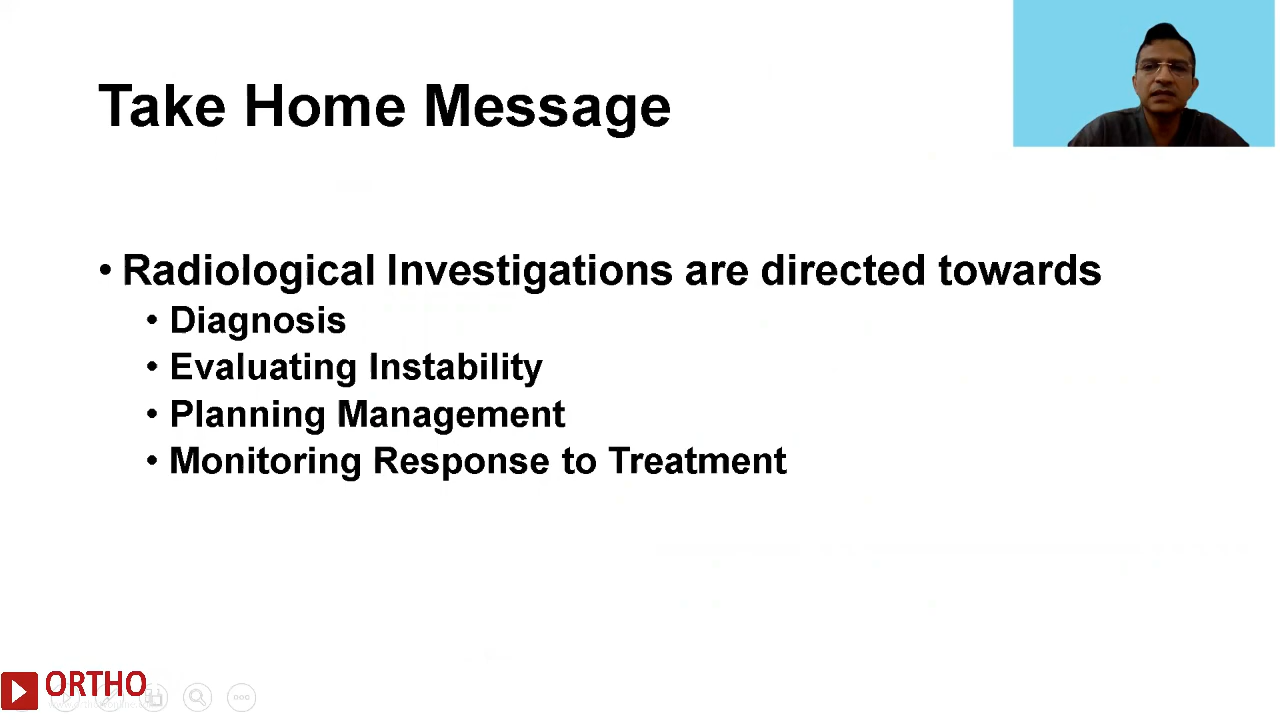 Take Home Message
• Radiological Investigations are directed towards
• Diagnosis
• Evaluating Instability
• Planning Management
• Monitoring Response to Treatment
ORTHO